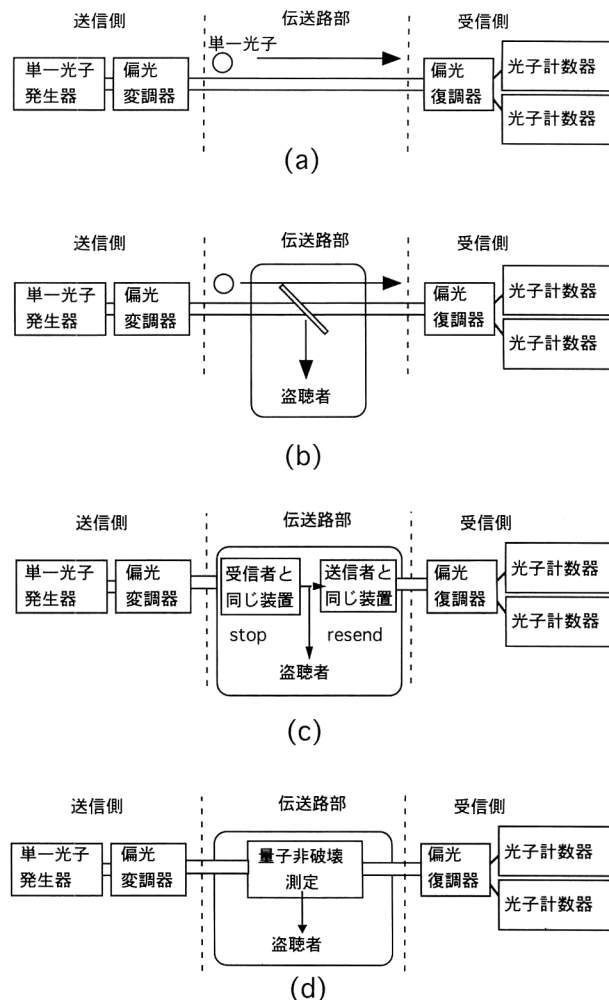 送信側
伝送路部
受信側
単一光子
単一光子
発生器
偏光
変調器
偏光
復調器
光子計数器
光子計数器
(a)
送信側
伝送路部
受信側
単一光子
発生器
偏光
変調器
偏光
復調器
光子計数器
光子計数器
盗聴者
(b)
送信側
伝送路部
受信側
単一光子
発生器
偏光
変調器
受信者と
同じ装置
送信者と
同じ装置
偏光
復調器
光子計数器
光子計数器
stop
resend
盗聴者
(c)
送信側
伝送路部
受信側
単一光子
発生器
偏光
変調器
量子非破壊
測定
偏光
復調器
光子計数器
光子計数器
盗聴者
(d)